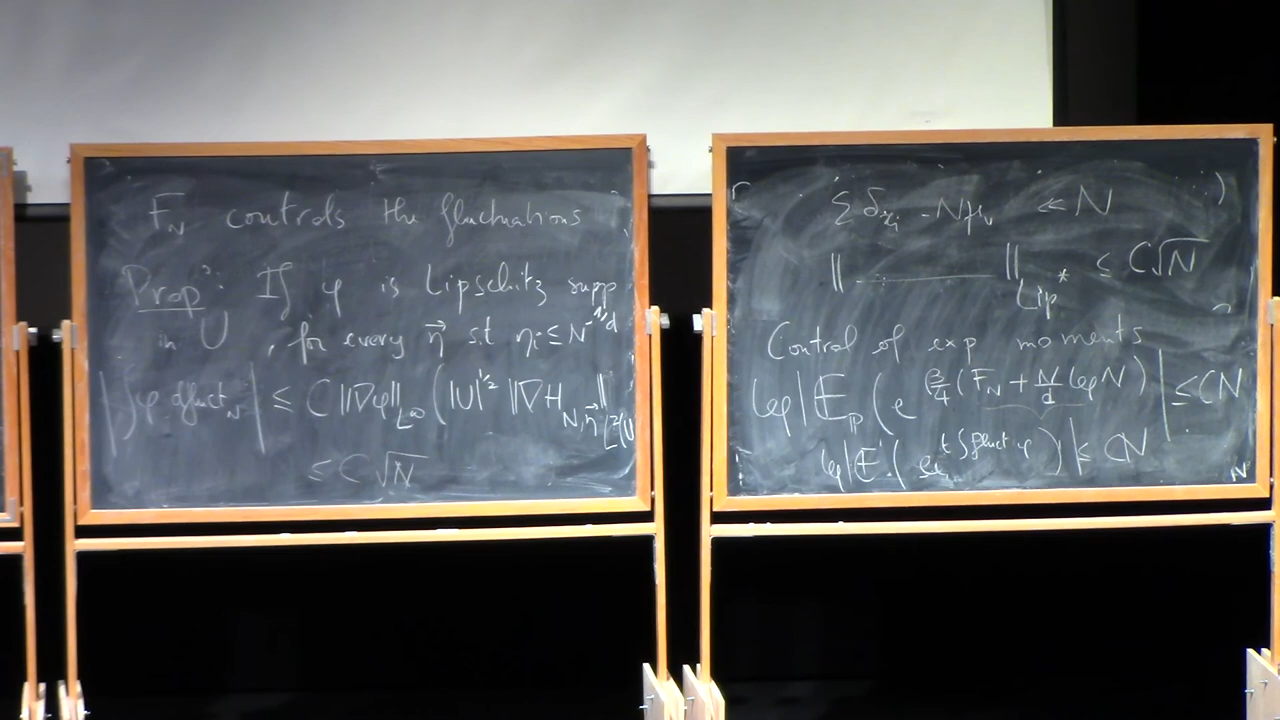 F_N controls the fluctuations
Prop: If φ is Lipschitz supp
in U, for every η⃗ s.t η_i ≤ N^{-1/d}
|∫φ dfluct_N| ≤ C ||∇φ||_{L^∞} (|U|^{1/2} ||∇H_{N,η⃗}||_{L^2(U
≤ C√N
Σ δ_{x_i} - Nμ_V ≪ N
|| ——— ||_{Lip*} ≤ C√N
Control of exp moments
log |E_P (e^{β/4 (F_N + N/d log N)})| ≤ CN
log |E (e^{t ∫ fluct φ})| ≤ CN